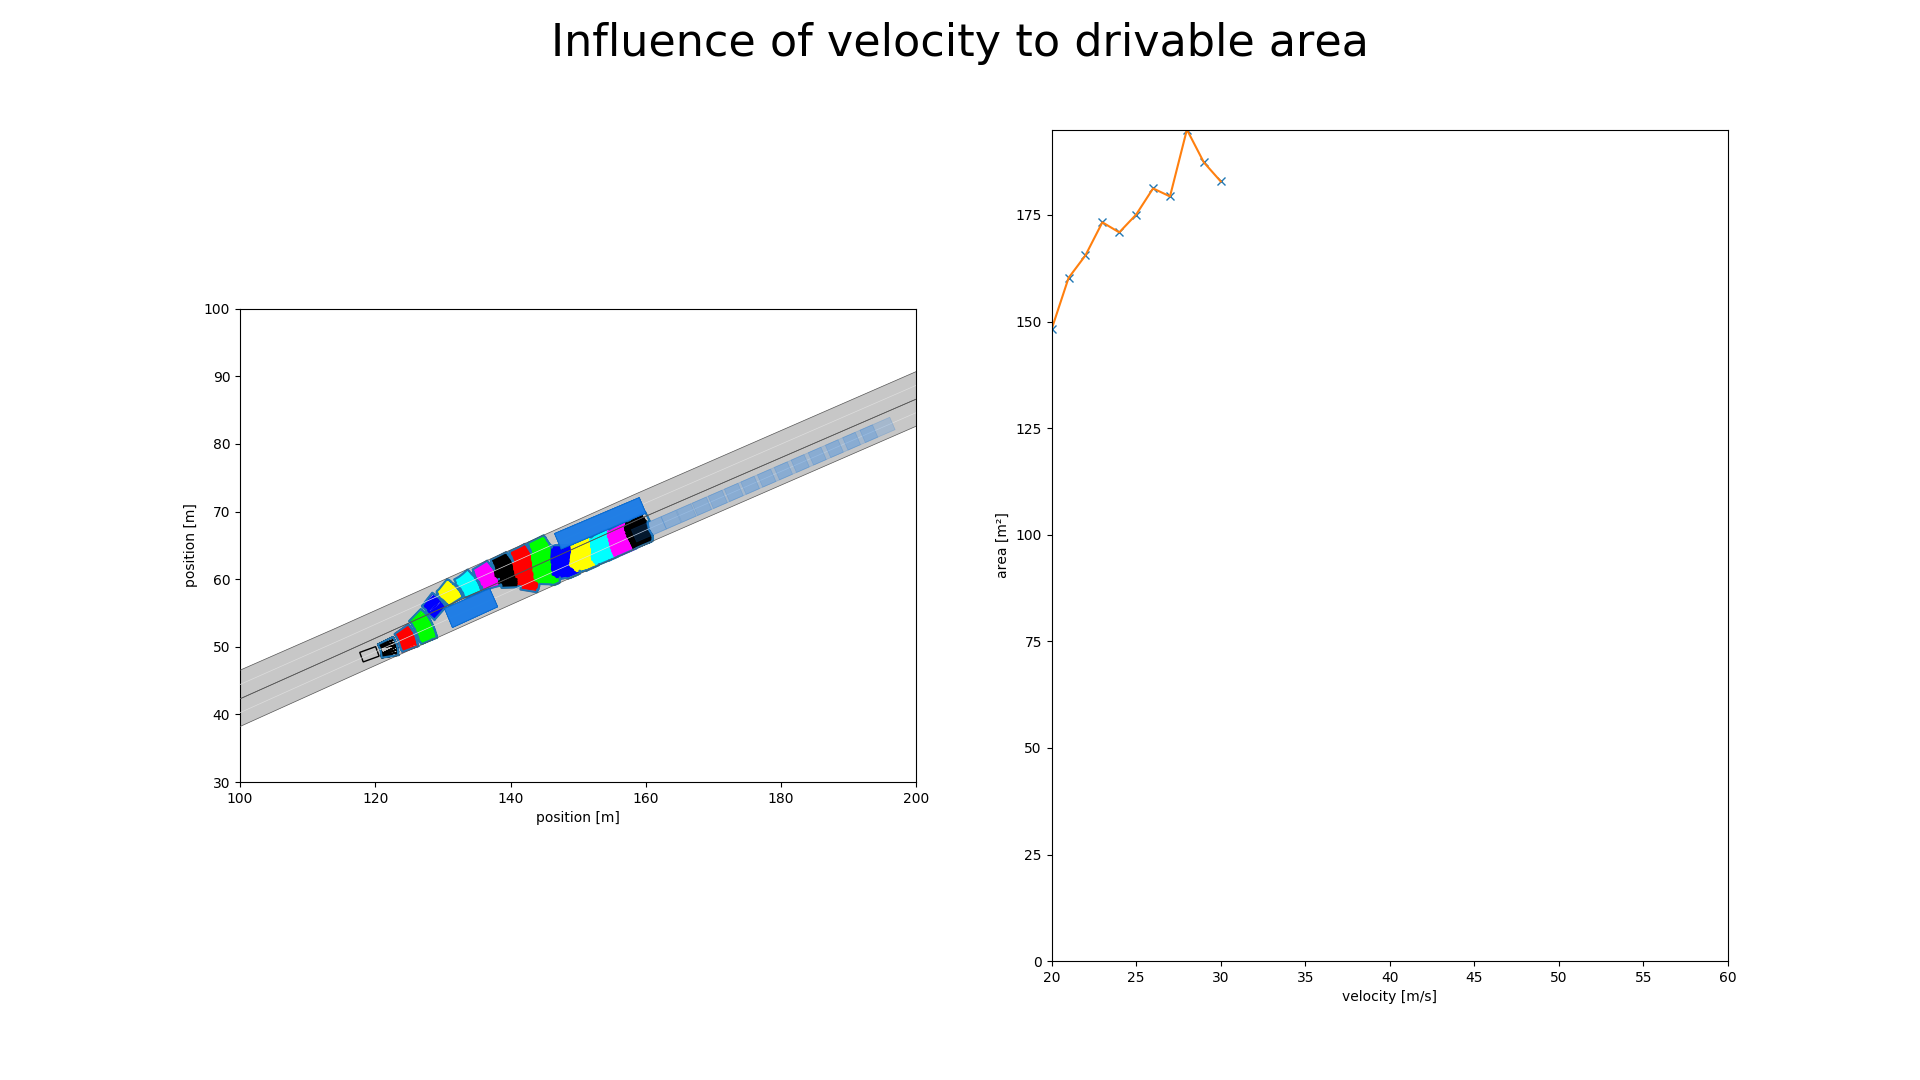 Influence of velocity to drivable area
100
90
80
70
60
50
40
30
position [m]
100 120 140 160 180 200
position [m]
175
150
125
100
75
50
25
0
area [m²]
20 25 30 35 40 45 50 55 60
velocity [m/s]